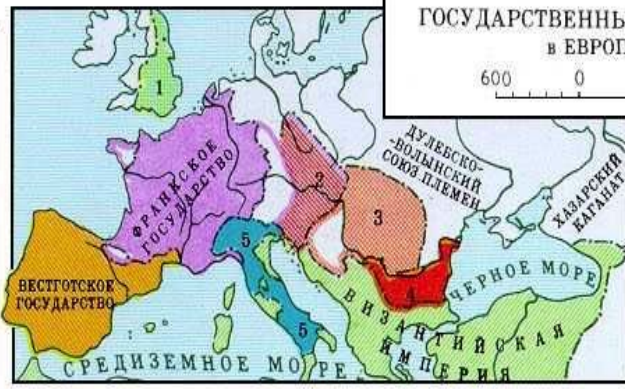 ГОСУДАРСТВЕНН
в ЕВРОП
600 0
1
ФРАНКСКОЕ
ГОСУДАРСТВО
2
ДУЛЕБСКО-
-ВОЛЫНСКИЙ
СОЮЗ ПЛЕМЕН
3
ХАЗАРСКИЙ
КАГАНАТ
5
ВЕСТГОТСКОЕ
ГОСУДАРСТВО
4
ЧЕРНОЕ МОРЕ
5
ВИЗАНТИЙСКАЯ
ИМПЕРИЯ
СРЕДИЗЕМНОЕ МОРЕ